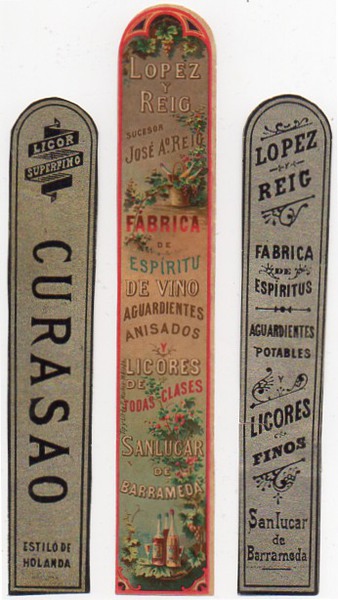 LICOR
SUPERFINO
CURASAO
ESTILO DE
HOLANDA
LOPEZ
Y
REIG
SUCESOR
JOSÉ Aº REIG
FÁBRICA
DE
ESPÍRITU
DE VINO
AGUARDIENTES
ANISADOS
Y
LICORES
DE
TODAS CLASES
SANLUCAR
DE
BARRAMEDA
LOPEZ
Y
REIG
FABRICA
DE
ESPIRITUS
AGUARDIENTES
POTABLES
Y
LICORES
FINOS
Sanlucar
de
Barrameda